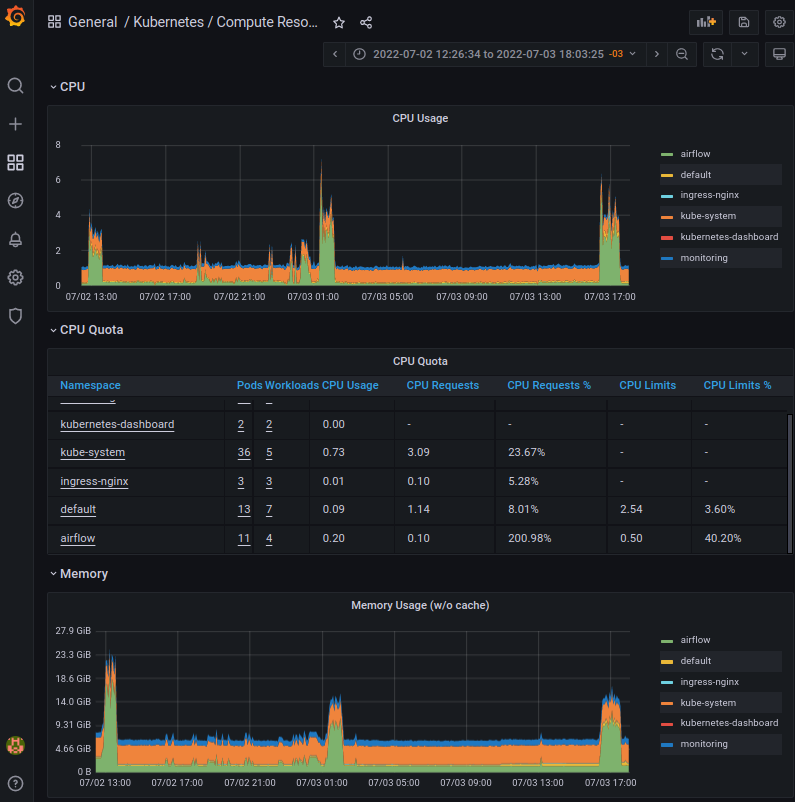 General / Kubernetes / Compute Reso...
2022-07-02 12:26:34 to 2022-07-03 18:03:25 -03
CPU
CPU Usage
8
6
4
2
0
07/02 13:00 07/02 17:00 07/02 21:00 07/03 01:00 07/03 05:00 07/03 09:00 07/03 13:00 07/03 17:00
airflow
default
ingress-nginx
kube-system
kubernetes-dashboard
monitoring
CPU Quota
CPU Quota
Namespace Pods Workloads CPU Usage CPU Requests CPU Requests % CPU Limits CPU Limits %
kubernetes-dashboard 2 2 0.00 - - - -
kube-system 36 5 0.73 3.09 23.67% - -
ingress-nginx 3 3 0.01 0.10 5.28% - -
default 13 7 0.09 1.14 8.01% 2.54 3.60%
airflow 11 4 0.20 0.10 200.98% 0.50 40.20%
Memory
Memory Usage (w/o cache)
27.9 GiB
23.3 GiB
18.6 GiB
14.0 GiB
9.31 GiB
4.66 GiB
0 B
07/02 13:00 07/02 17:00 07/02 21:00 07/03 01:00 07/03 05:00 07/03 09:00 07/03 13:00 07/03 17:00
airflow
default
ingress-nginx
kube-system
kubernetes-dashboard
monitoring